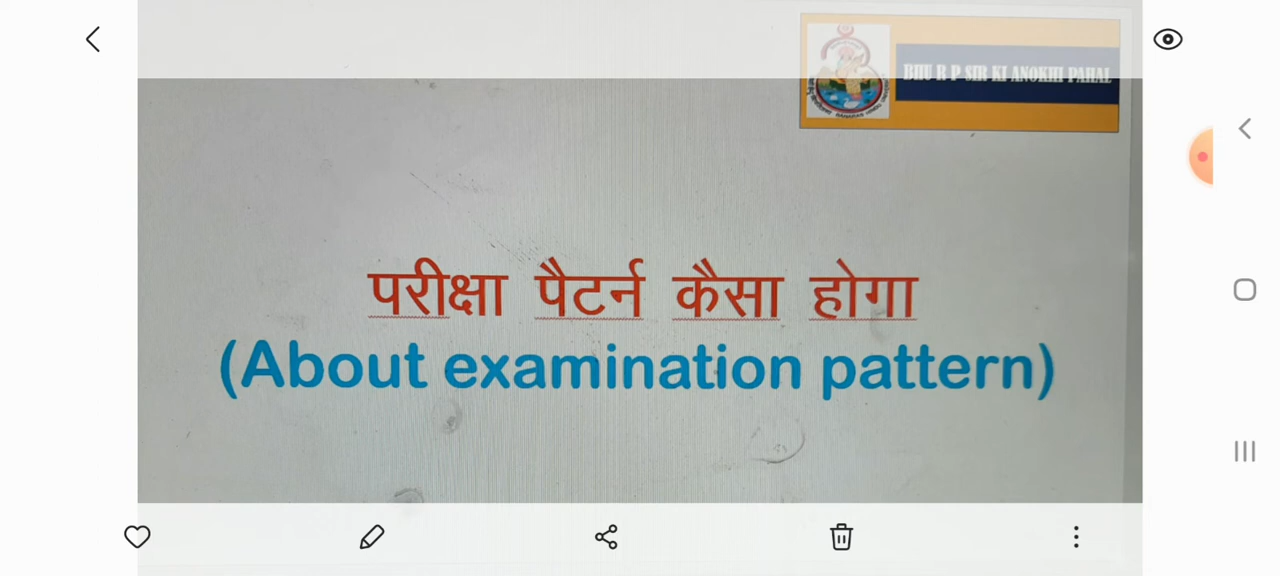 BHU R P SIR KI ANOKHI PAHAL
परीक्षा पैटर्न कैसा होगा
(About examination pattern)